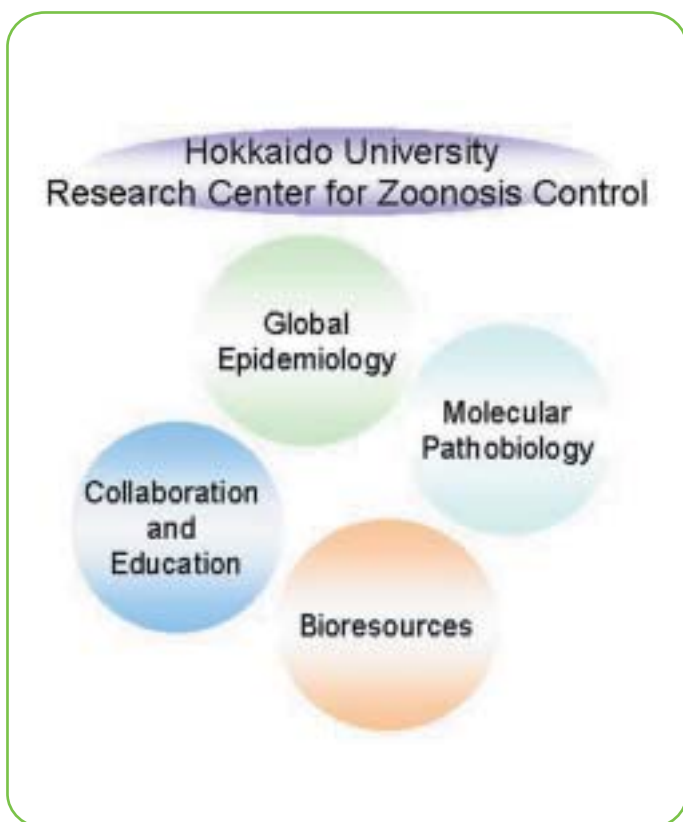 Hokkaido University
Research Center for Zoonosis Control
Global
Epidemiology
Molecular
Pathobiology
Collaboration
and
Education
Bioresources